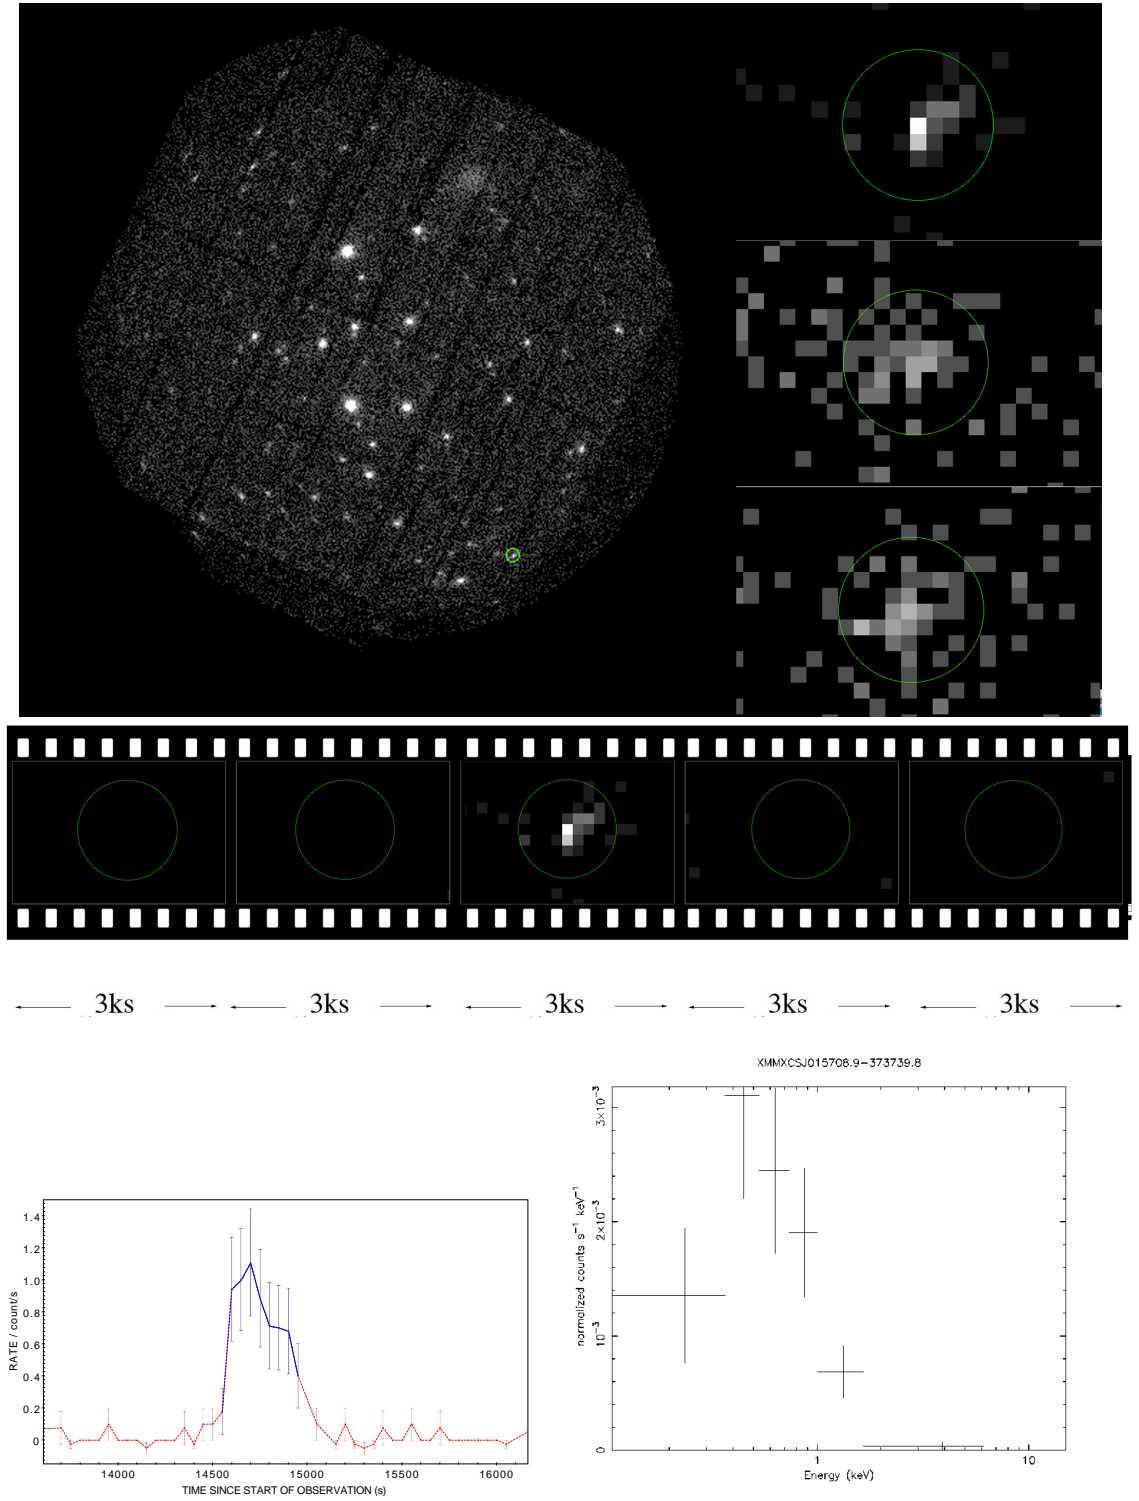 3ks 3ks 3ks 3ks 3ks
XMMXCSJ015708.9−373739.8
RATE / count/s
1.4
1.2
1.0
0.8
0.6
0.4
0.2
0
14000 14500 15000 15500 16000
TIME SINCE START OF OBSERVATION (s)
normalized counts s⁻¹ keV⁻¹
3×10⁻³
2×10⁻³
10⁻³
0
1 10
Energy (keV)